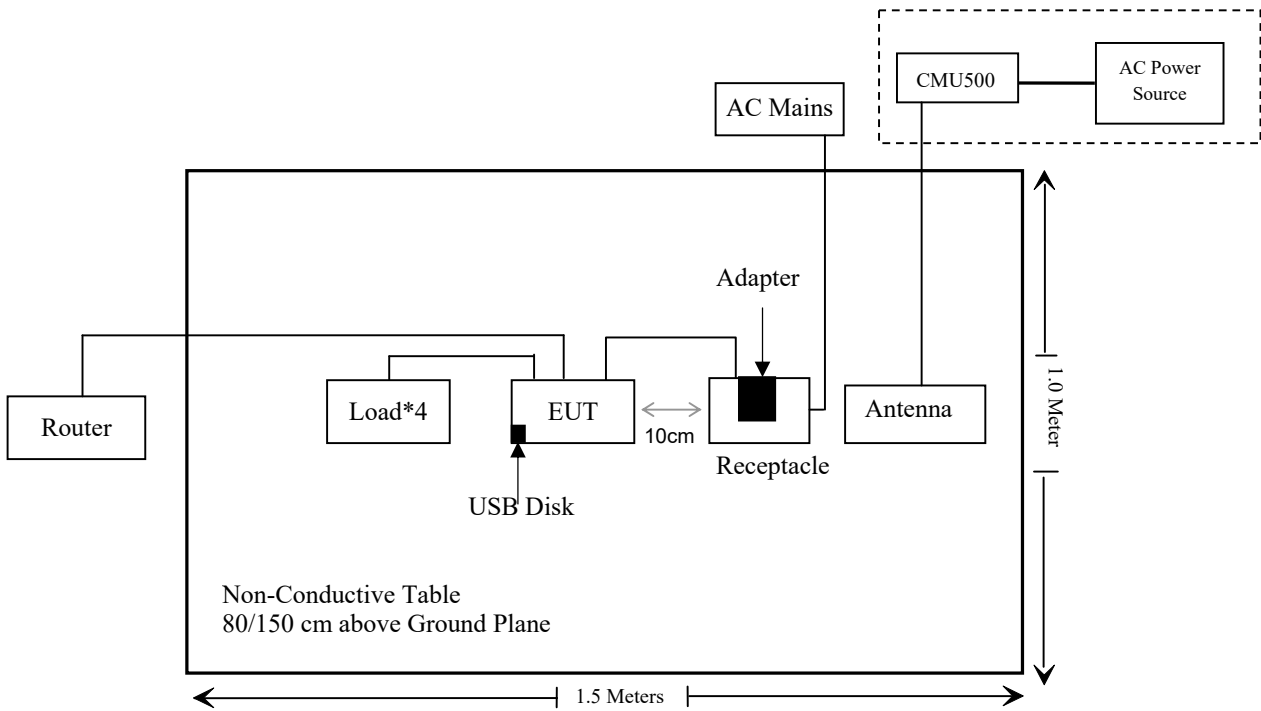 CMU500
AC Power
Source
AC Mains
Adapter
1.0 Meter
Router
Load*4
EUT
10cm
Antenna
Receptacle
USB Disk
Non-Conductive Table
80/150 cm above Ground Plane
1.5 Meters